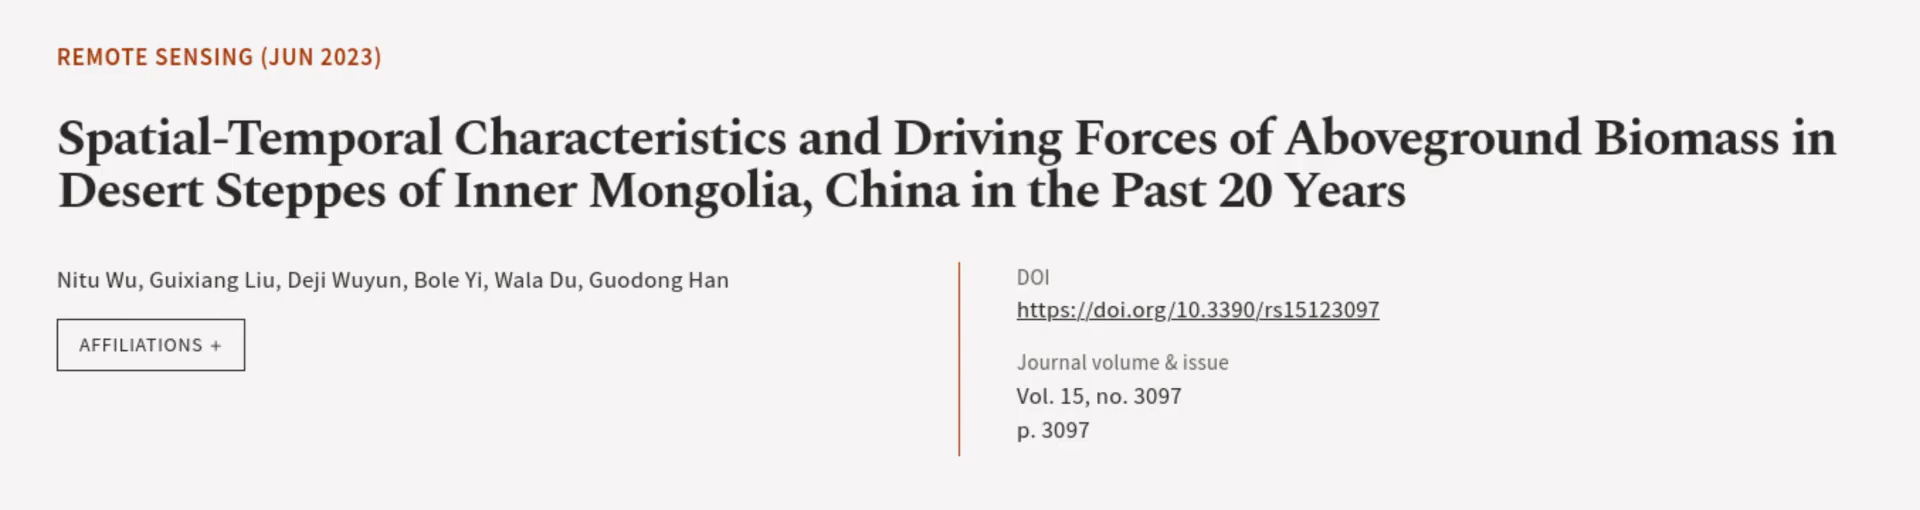 REMOTE SENSING (JUN 2023)
Spatial-Temporal Characteristics and Driving Forces of Aboveground Biomass in
Desert Steppes of Inner Mongolia, China in the Past 20 Years
Nitu Wu, Guixiang Liu, Deji Wuyun, Bole Yi, Wala Du, Guodong Han
AFFILIATIONS +
DOI
https://doi.org/10.3390/rs15123097
Journal volume & issue
Vol. 15, no. 3097
p. 3097